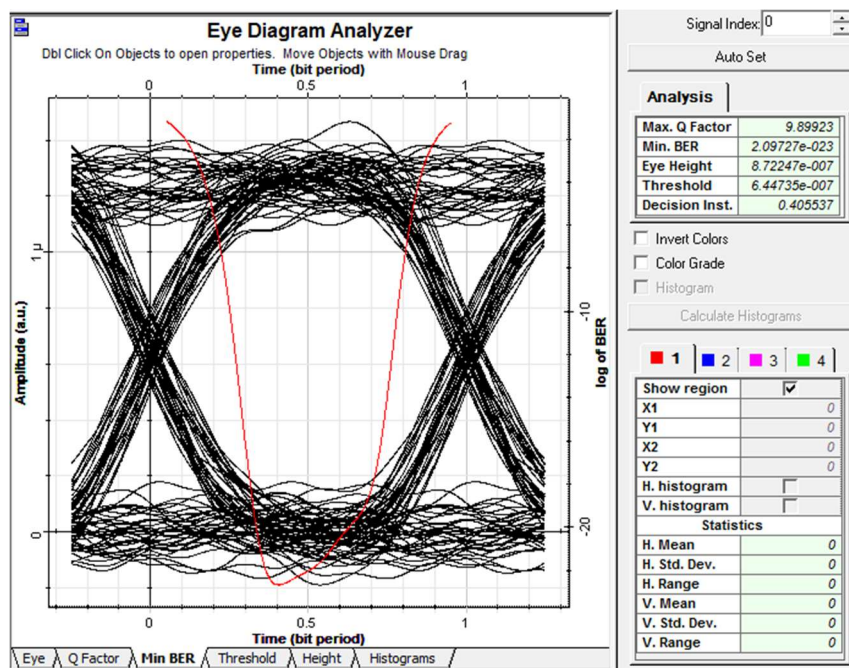 Eye Diagram Analyzer
Dbl Click On Objects to open properties. Move Objects with Mouse Drag
Time (bit period)
0 0.5 1
Amplitude (a.u.)
1 µ
0
log of BER
-10
-20
0 0.5 1
Time (bit period)
Eye Q Factor Min BER Threshold Height Histograms
Signal Index: 0
Auto Set
Analysis
Max. Q Factor 9.89923
Min. BER 2.09727e-023
Eye Height 8.72247e-007
Threshold 6.44735e-007
Decision Inst. 0.405537
Invert Colors
Color Grade
Histogram
Calculate Histograms
1 2 3 4
Show region
X1 0
Y1 0
X2 0
Y2 0
H. histogram
V. histogram
Statistics
H. Mean 0
H. Std. Dev. 0
H. Range 0
V. Mean 0
V. Std. Dev. 0
V. Range 0